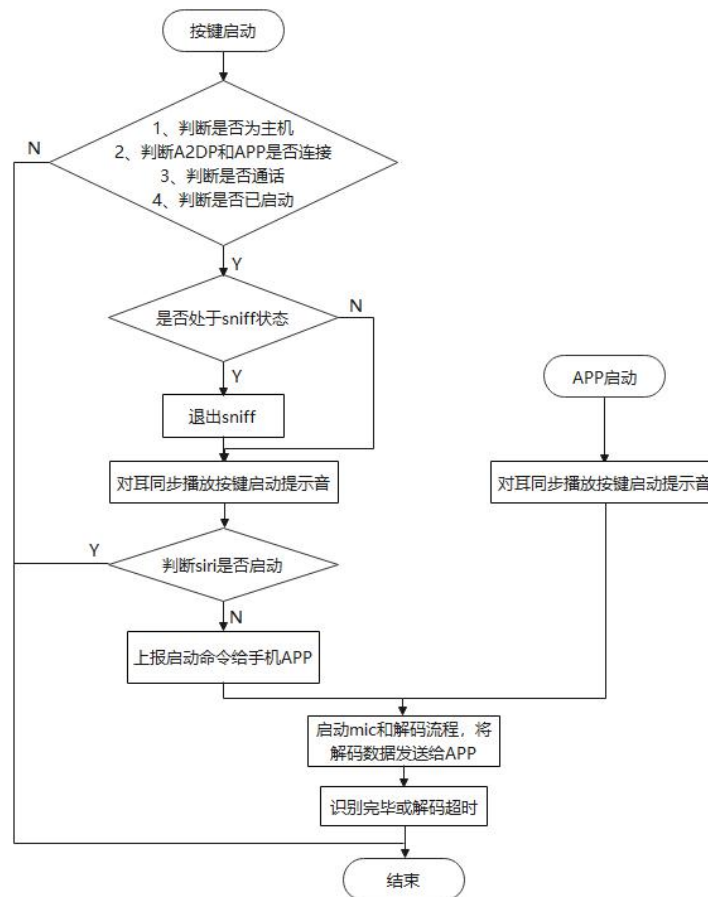 按键启动
1、判断是否为主机
2、判断A2DP和APP是否连接
3、判断是否通话
4、判断是否已启动
N
Y
是否处于sniff状态
N
Y
退出sniff
APP启动
对耳同步播放按键启动提示音
对耳同步播放按键启动提示音
Y
判断siri是否启动
N
上报启动命令给手机APP
启动mic和解码流程，将
解码数据发送给APP
识别完毕或解码超时
结束